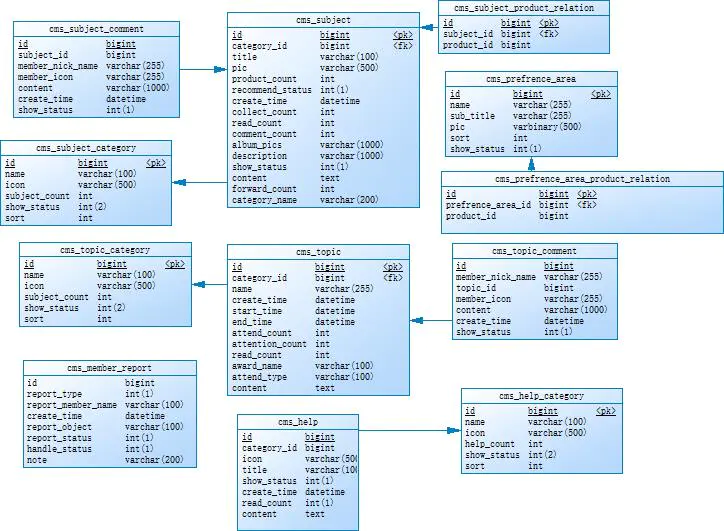 cms_subject_comment
id bigint
subject_id bigint
member_nick_name varchar(255)
member_icon varchar(255)
content varchar(1000)
create_time datetime
show_status int(1)
cms_subject
id bigint <pk>
category_id bigint <fk>
title varchar(100)
pic varchar(500)
product_count int
recommend_status int(1)
create_time datetime
collect_count int
read_count int
comment_count int
album_pics varchar(1000)
description varchar(1000)
show_status int(1)
content text
forward_count int
category_name varchar(200)
cms_subject_product_relation
id bigint <pk>
subject_id bigint <fk>
product_id bigint
cms_prefrence_area
id bigint <pk>
name varchar(255)
sub_title varchar(255)
pic varbinary(500)
sort int
show_status int(1)
cms_subject_category
id bigint <pk>
name varchar(100)
icon varchar(500)
subject_count int
show_status int(2)
sort int
cms_prefrence_area_product_relation
id bigint <pk>
prefrence_area_id bigint <fk>
product_id bigint
cms_topic_category
id bigint <pk>
name varchar(100)
icon varchar(500)
subject_count int
show_status int(2)
sort int
cms_topic
id bigint <pk>
category_id bigint <fk>
name varchar(255)
create_time datetime
start_time datetime
end_time datetime
attend_count int
attention_count int
read_count int
award_name varchar(100)
attend_type varchar(100)
content text
cms_topic_comment
id bigint
member_nick_name varchar(255)
topic_id bigint
member_icon varchar(255)
content varchar(1000)
create_time datetime
show_status int(1)
cms_member_report
id bigint
report_type int(1)
report_member_name varchar(100)
create_time datetime
report_object varchar(100)
report_status int(1)
handle_status int(1)
note varchar(200)
cms_help
id bigint
category_id bigint
icon varchar(500
title varchar(100
show_status int(1)
create_time datetime
read_count int(1)
content text
cms_help_category
id bigint <pk>
name varchar(100)
icon varchar(500)
help_count int
show_status int(2)
sort int